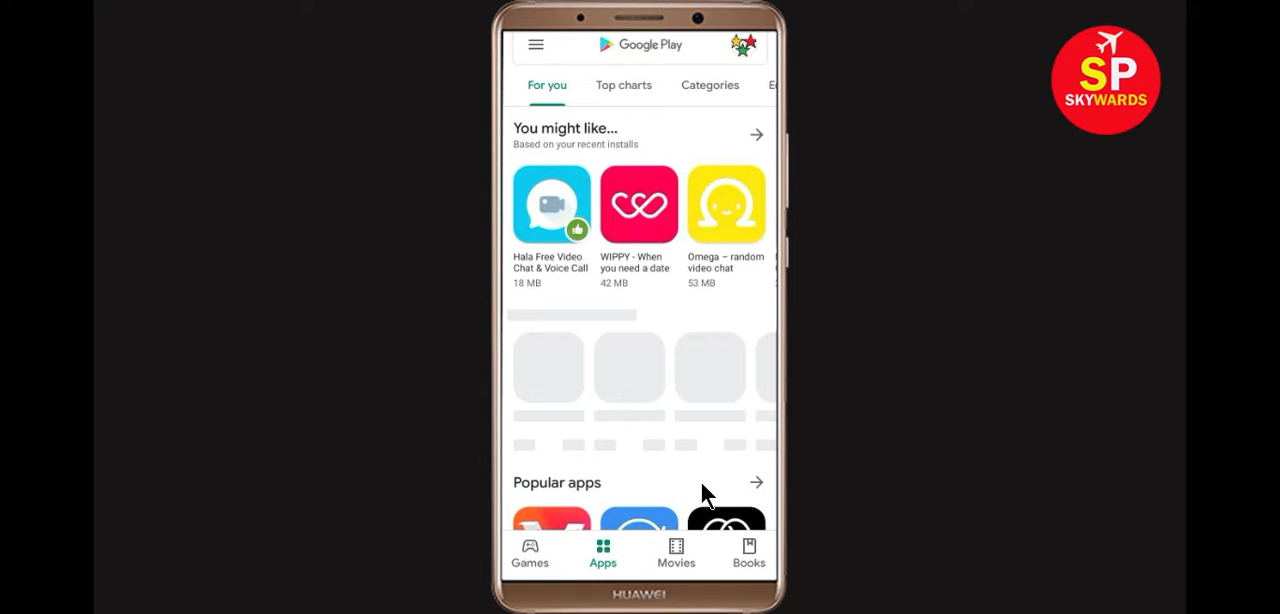 Google Play
SP
SKYWARDS
For you
Top charts
Categories
You might like...
Based on your recent installs
Hala Free Video
Chat & Voice Call
18 MB
WIPPY - When
you need a date
42 MB
Omega – random
video chat
53 MB
Popular apps
Games
Apps
Movies
Books
HUAWEI